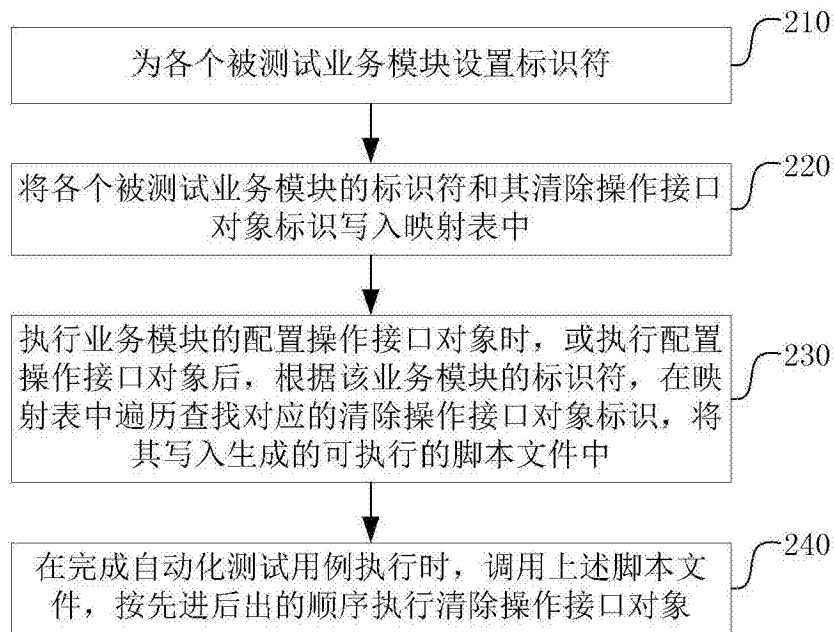 210
为各个被测试业务模块设置标识符
220
将各个被测试业务模块的标识符和其清除操作接口
对象标识写入映射表中
执行业务模块的配置操作接口对象时，或执行配置
操作接口对象后，根据该业务模块的标识符，在映
射表中遍历查找对应的清除操作接口对象标识，将
其写入生成的可执行的脚本文件中
230
在完成自动化测试用例执行时，调用上述脚本文
件，按先进后出的顺序执行清除操作接口对象
240